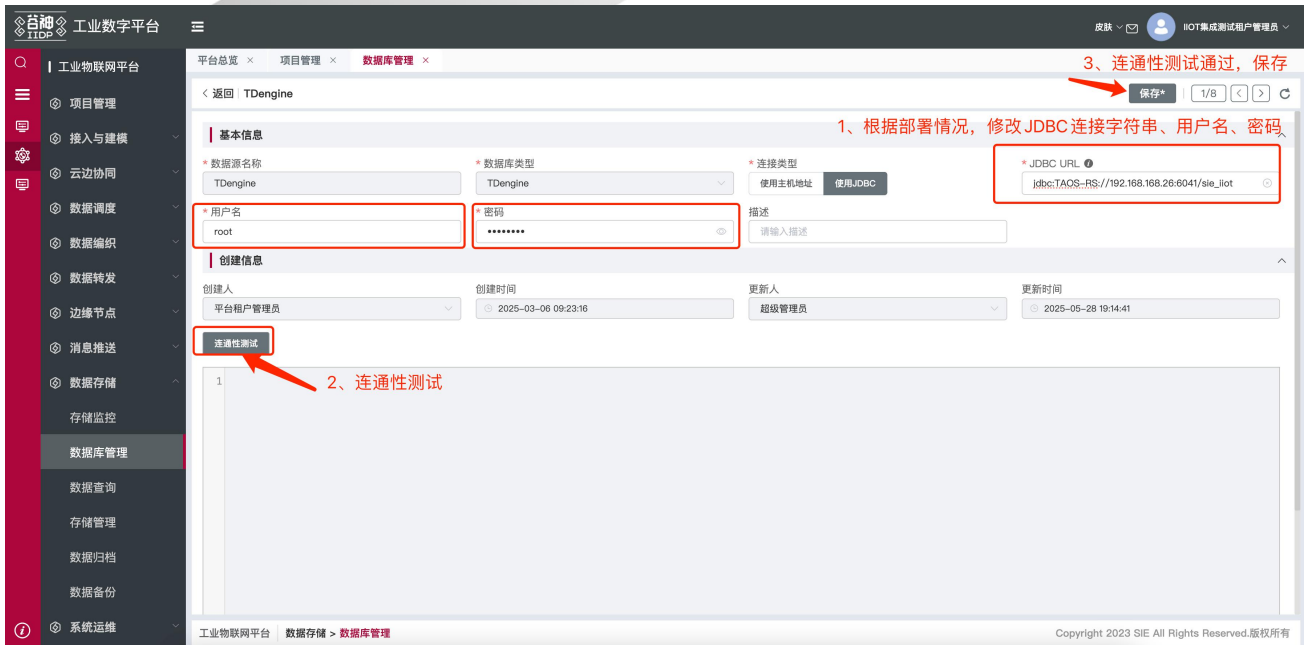 谷神 IIDP 工业数字平台
皮肤
IIOT集成测试租户管理员
工业物联网平台
项目管理
接入与建模
云边协同
数据调度
数据编织
数据转发
边缘节点
消息推送
数据存储
存储监控
数据库管理
数据查询
存储管理
数据归档
数据备份
系统运维
平台总览 ×
项目管理 ×
数据库管理 ×
3、连通性测试通过，保存
< 返回 | TDengine
保存*
1/8
< >
1、根据部署情况，修改JDBC连接字符串、用户名、密码
基本信息
* 数据源名称
TDengine
* 数据库类型
TDengine
* 连接类型
使用主机地址 使用JDBC
* JDBC URL
jdbc:TAOS-RS://192.168.168.26:6041/sie_iiot
* 用户名
root
* 密码
••••••••
描述
请输入描述
创建信息
创建人
平台租户管理员
创建时间
2025-03-06 09:23:16
更新人
超级管理员
更新时间
2025-05-28 19:14:41
连通性测试
2、连通性测试
1
工业物联网平台 数据存储 > 数据库管理
Copyright 2023 SIE All Rights Reserved.版权所有